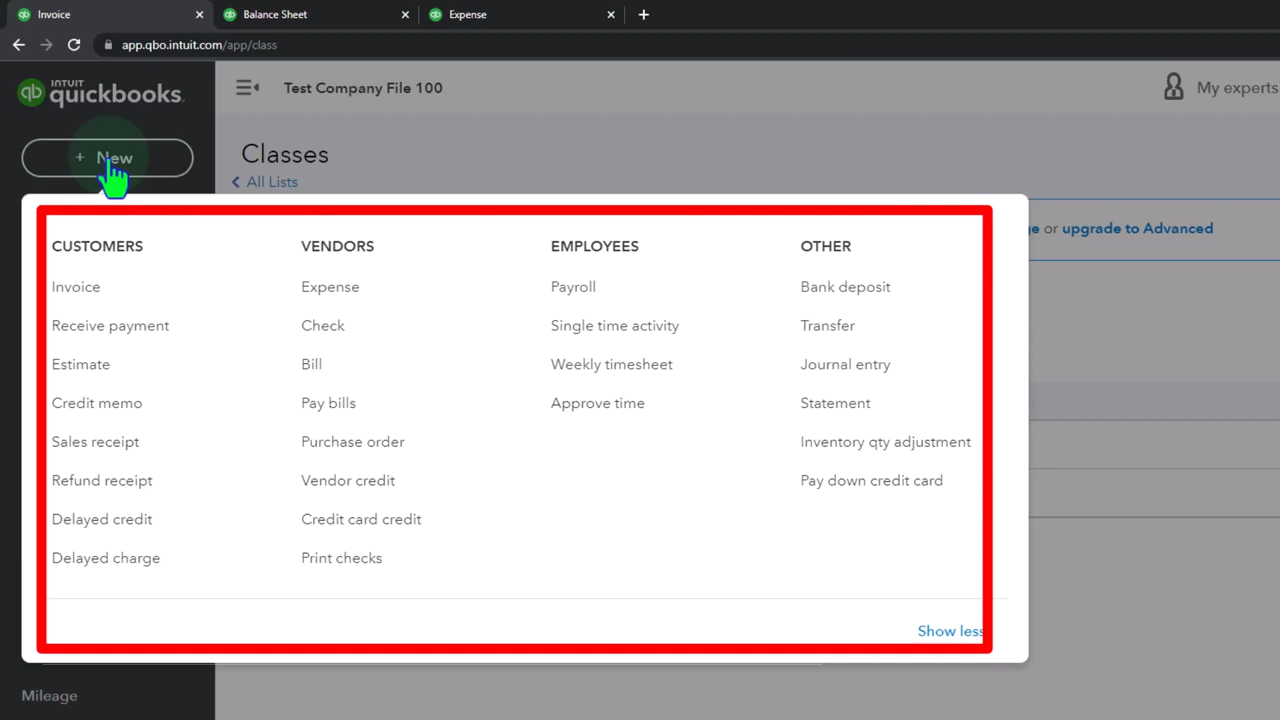 Invoice
Balance Sheet
Expense
app.qbo.intuit.com/app/class
INTUIT
quickbooks.
qb
Test Company File 100
My experts
+ New
Classes
All Lists
ge or upgrade to Advanced
CUSTOMERS
Invoice
Receive payment
Estimate
Credit memo
Sales receipt
Refund receipt
Delayed credit
Delayed charge
VENDORS
Expense
Check
Bill
Pay bills
Purchase order
Vendor credit
Credit card credit
Print checks
EMPLOYEES
Payroll
Single time activity
Weekly timesheet
Approve time
OTHER
Bank deposit
Transfer
Journal entry
Statement
Inventory qty adjustment
Pay down credit card
Show less
Mileage